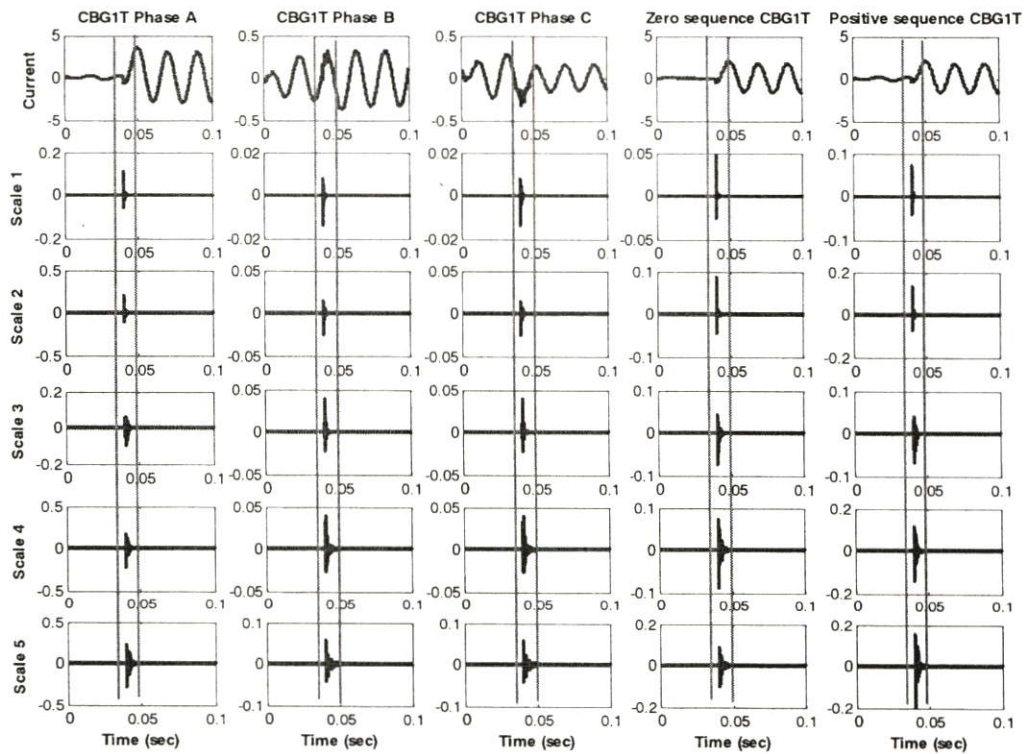 CBG1T Phase A CBG1T Phase B CBG1T Phase C Zero sequence CBG1T Positive sequence CBG1T
Current
5 0 -5 0 0.05 0.1
0.5 0 -0.5 0 0.05 0.1
0.5 0 -0.5 0 0.05 0.1
5 0 -5 0 0.05 0.1
5 0 -5 0 0.05 0.1
Scale 1
0.2 0 -0.2 0 0.05 0.1
0.02 0 -0.02 0 0.05 0.1
0.02 0 -0.02 0 0.05 0.1
0.05 0 -0.05 0 0.05 0.1
0.1 0 -0.1 0 0.05 0.1
Scale 2
0.5 0 -0.5 0 0.05 0.1
0.05 0 -0.05 0 0.05 0.1
0.05 0 -0.05 0 0.05 0.1
0.1 0 -0.1 0 0.05 0.1
0.2 0 -0.2 0 0.05 0.1
Scale 3
0.2 0 -0.2 0 0.05 0.1
0.05 0 -0.05 0 0.05 0.1
0.05 0 -0.05 0 0.05 0.1
0.1 0 -0.1 0 0.05 0.1
0.1 0 -0.1 0 0.05 0.1
Scale 4
0.5 0 -0.5 0 0.05 0.1
0.05 0 -0.05 0 0.05 0.1
0.05 0 -0.05 0 0.05 0.1
0.1 0 -0.1 0 0.05 0.1
0.2 0 -0.2 0 0.05 0.1
Scale 5
0.5 0 -0.5 0 0.05 0.1
0.1 0 -0.1 0 0.05 0.1
0.1 0 -0.1 0 0.05 0.1
0.2 0 -0.2 0 0.05 0.1
0.2 0 -0.2 0 0.05 0.1
Time (sec) Time (sec) Time (sec) Time (sec) Time (sec)